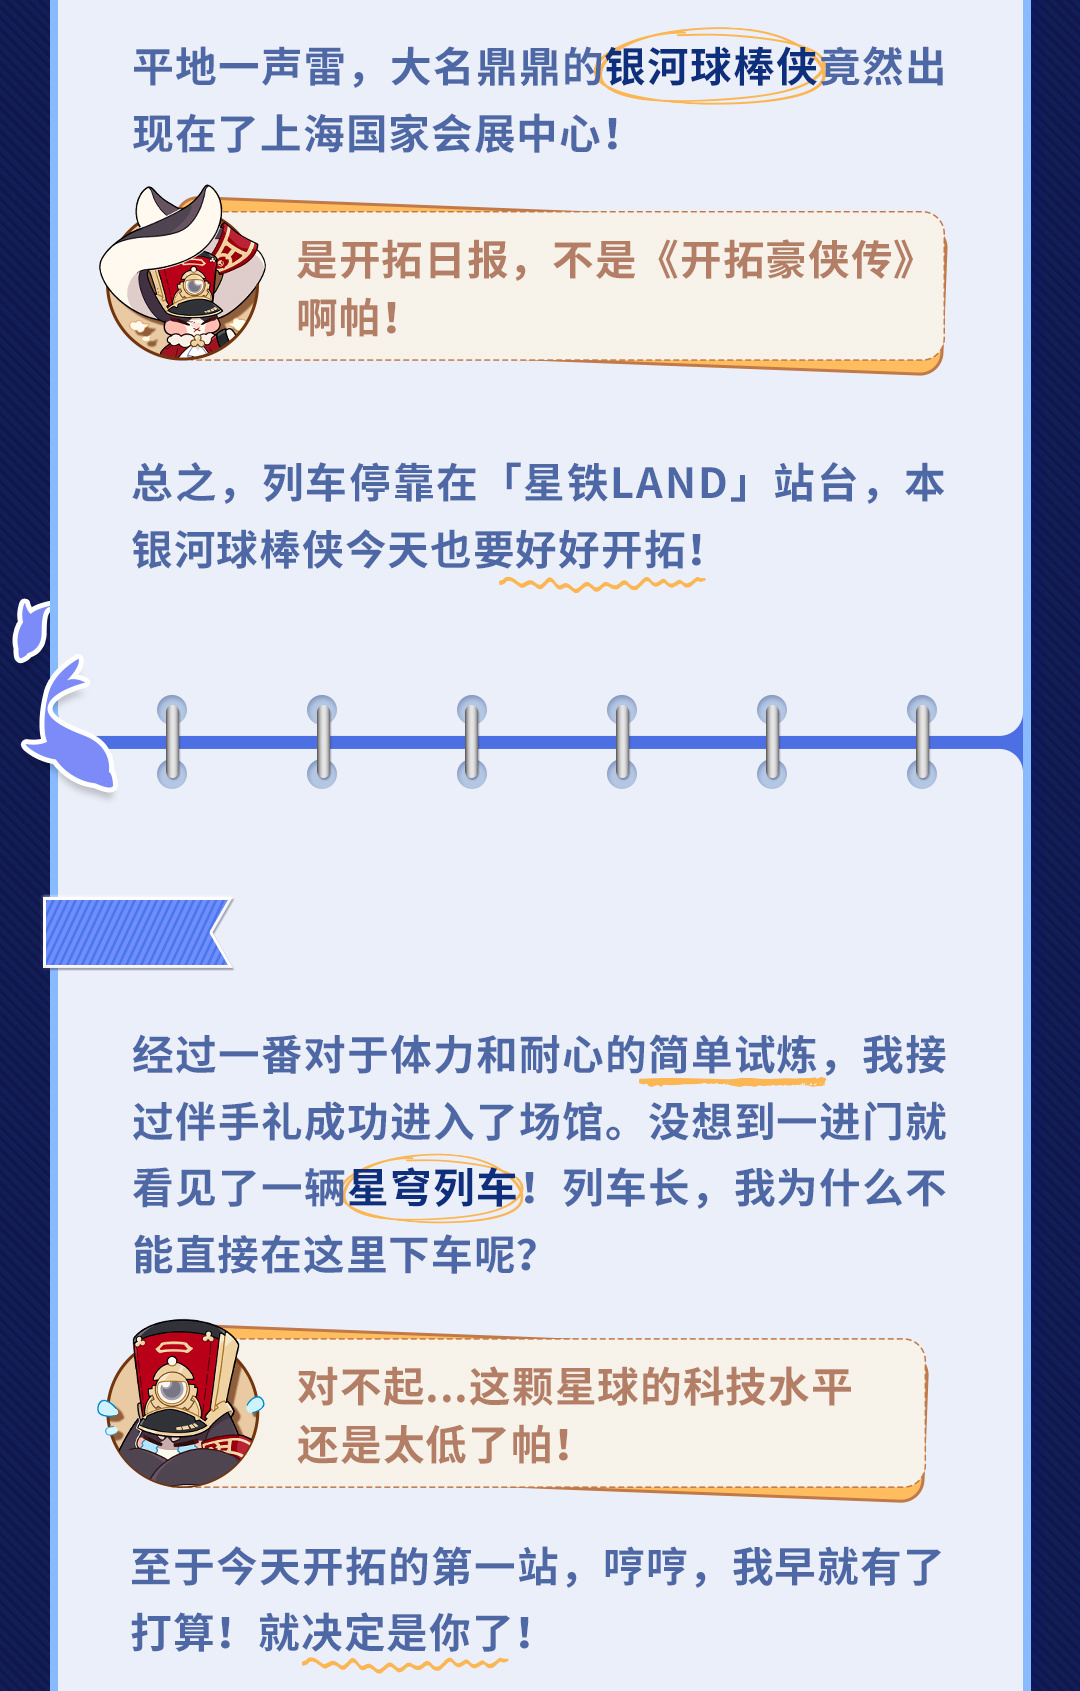 平地一声雷，大名鼎鼎的银河球棒侠竟然出
现在了上海国家会展中心！
是开拓日报，不是《开拓豪侠传》
啊帕！
总之，列车停靠在「星铁LAND」站台，本
银河球棒侠今天也要好好开拓！
经过一番对于体力和耐心的简单试炼，我接
过伴手礼成功进入了场馆。没想到一进门就
看见了一辆星穹列车！列车长，我为什么不
能直接在这里下车呢？
对不起...这颗星球的科技水平
还是太低了帕！
至于今天开拓的第一站，哼哼，我早就有了
打算！就决定是你了！